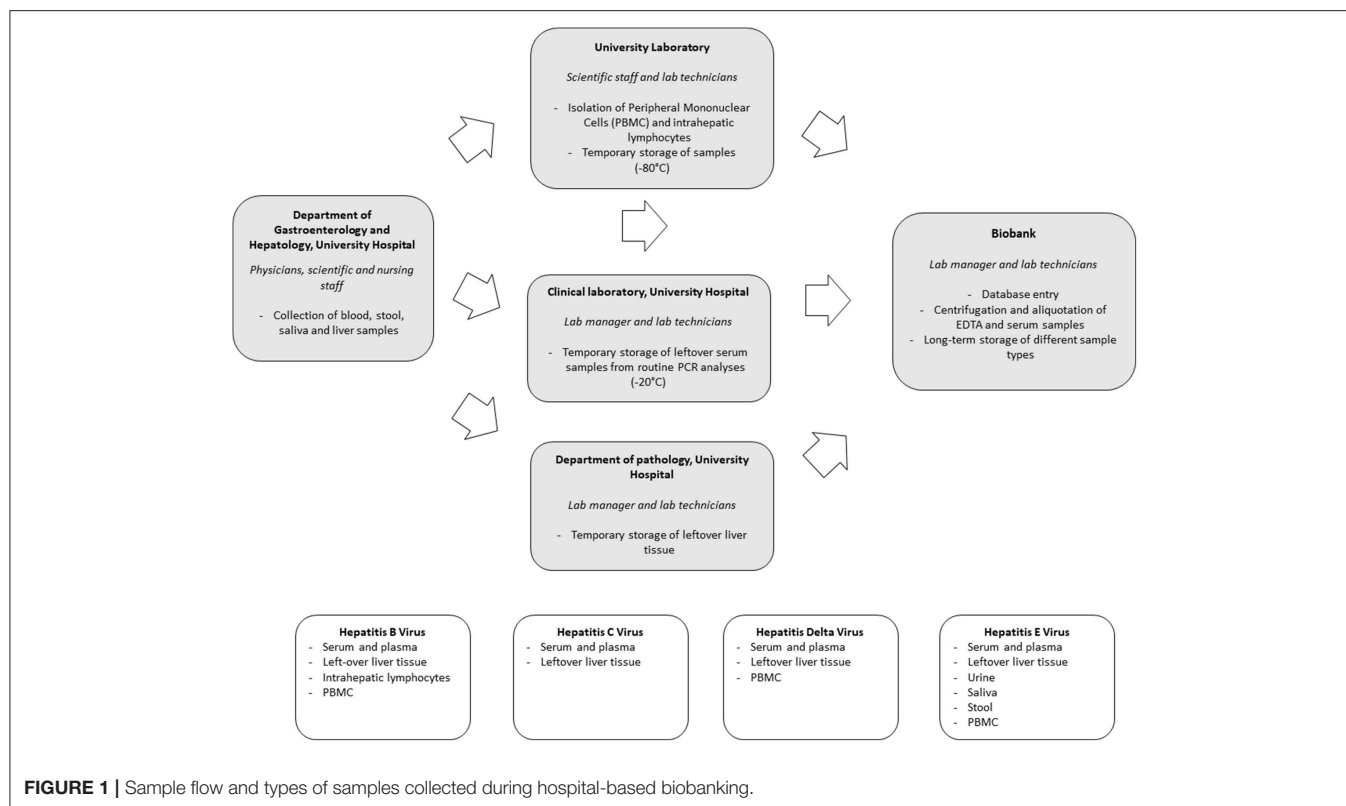 University Laboratory
Scientific staff and lab technicians
- Isolation of Peripheral Mononuclear
Cells (PBMC) and intrahepatic
lymphocytes
- Temporary storage of samples
(-80°C)
Department of
Gastroenterology and
Hepatology, University Hospital
Physicians, scientific and nursing
staff
- Collection of blood, stool,
saliva and liver samples
Clinical laboratory, University Hospital
Lab manager and lab technicians
- Temporary storage of leftover serum
samples from routine PCR analyses
(-20°C)
Biobank
Lab manager and lab technicians
- Database entry
- Centrifugation and aliquotation of
EDTA and serum samples
- Long-term storage of different sample
types
Department of pathology, University
Hospital
Lab manager and lab technicians
- Temporary storage of leftover liver
tissue
Hepatitis B Virus
- Serum and plasma
- Left-over liver tissue
- Intrahepatic lymphocytes
- PBMC
Hepatitis C Virus
- Serum and plasma
- Leftover liver tissue
Hepatitis Delta Virus
- Serum and plasma
- Leftover liver tissue
- PBMC
Hepatitis E Virus
- Serum and plasma
- Leftover liver tissue
- Urine
- Saliva
- Stool
- PBMC
FIGURE 1 | Sample flow and types of samples collected during hospital-based biobanking.